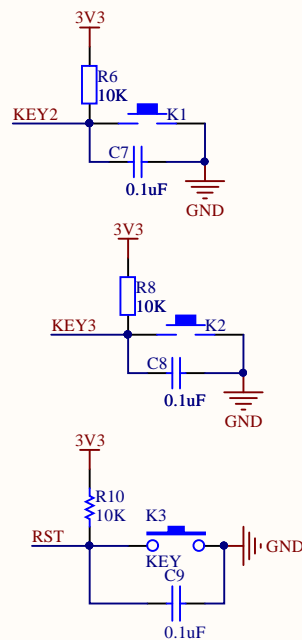 3V3
R6
10K
KEY2
K1
C7
0.1uF
GND
3V3
R8
10K
KEY3
K2
C8
0.1uF
GND
3V3
R10
10K
K3
RST
GND
KEY
C9
0.1uF